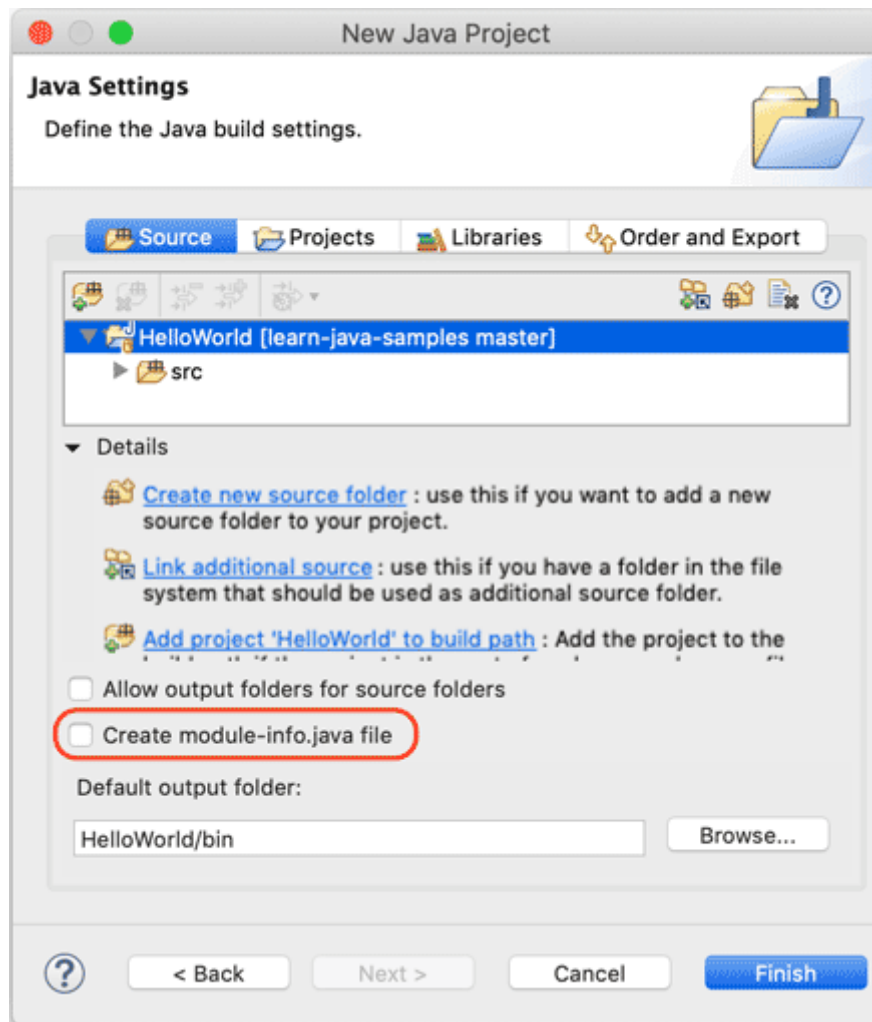 New Java Project
Java Settings
Define the Java build settings.
Source Projects Libraries Order and Export
HelloWorld [learn-java-samples master]
src
Details
Create new source folder : use this if you want to add a new
source folder to your project.
Link additional source : use this if you have a folder in the file
system that should be used as additional source folder.
Add project 'HelloWorld' to build path : Add the project to the
Allow output folders for source folders
Create module-info.java file
Default output folder:
HelloWorld/bin
Browse...
< Back Next > Cancel Finish